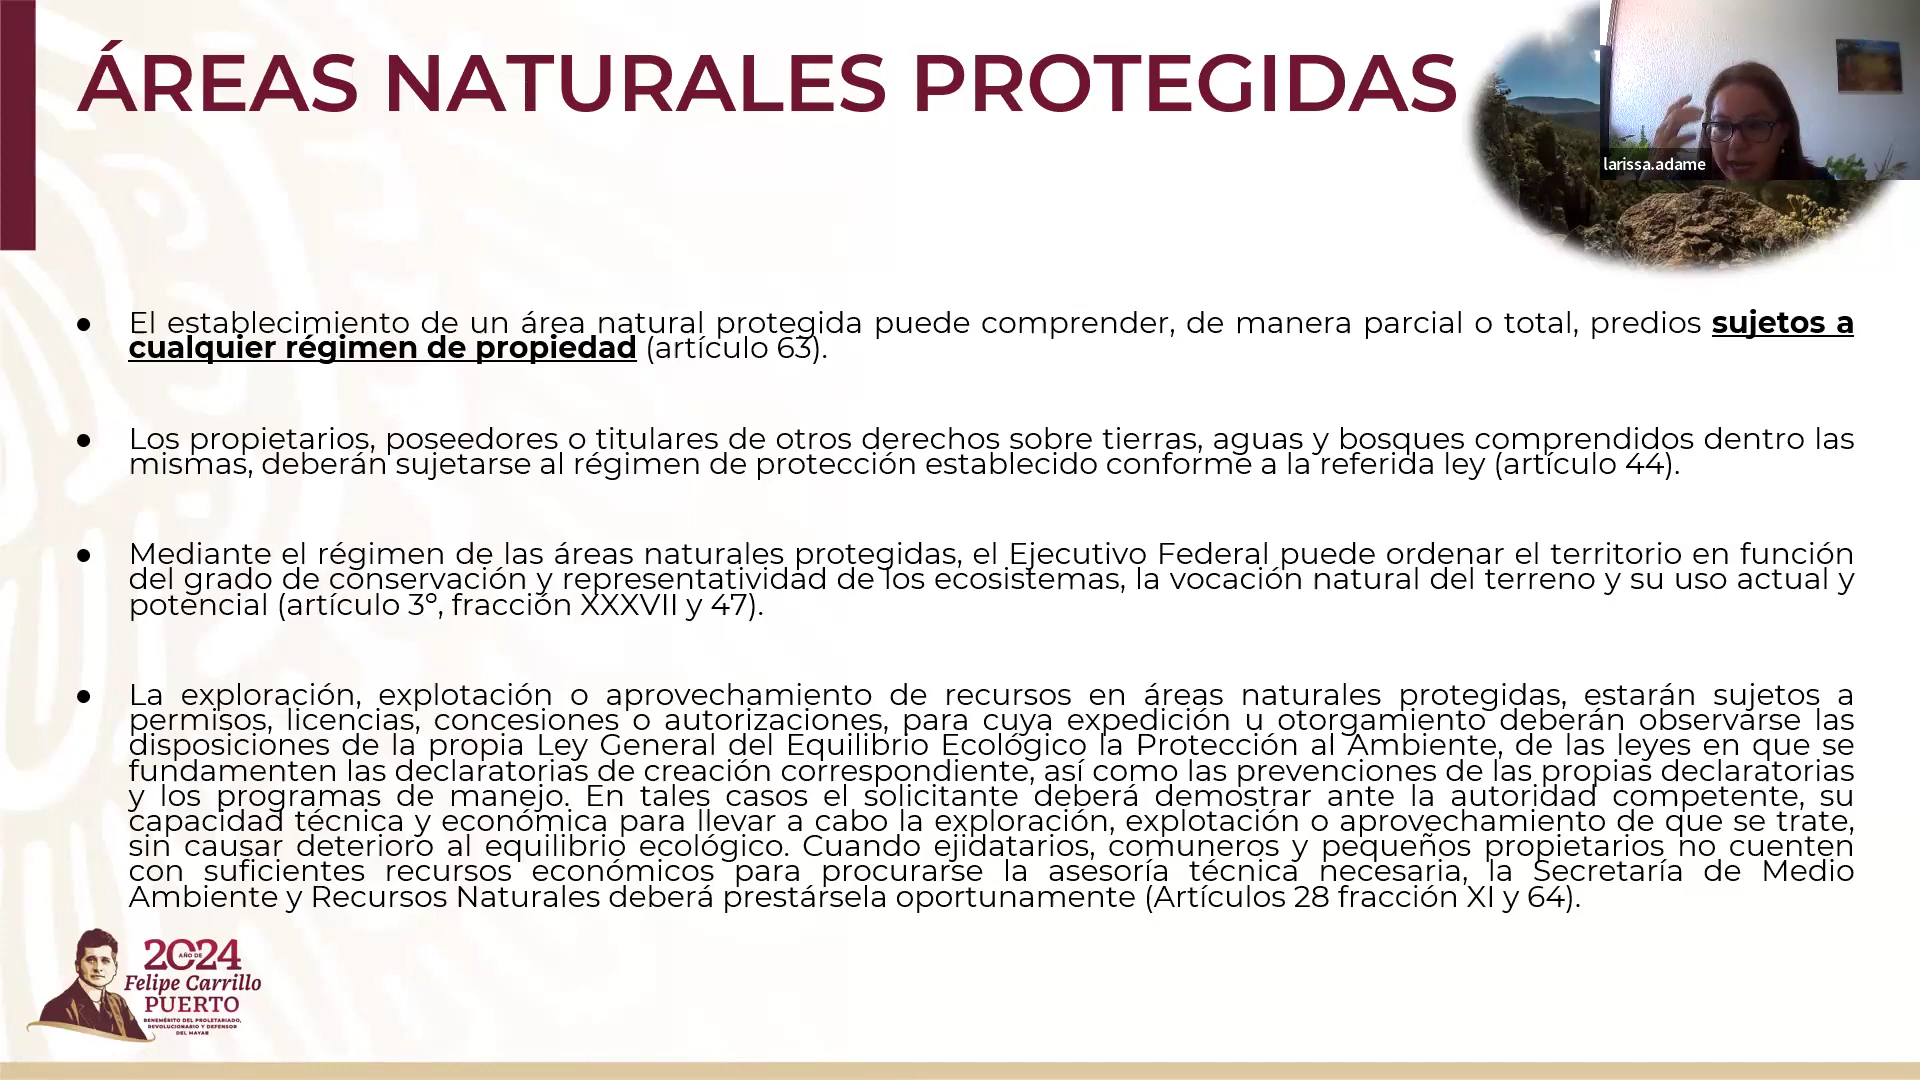 ÁREAS NATURALES PROTEGIDAS
larissa.adame
● El establecimiento de un área natural protegida puede comprender, de manera parcial o total, predios sujetos a
cualquier régimen de propiedad (artículo 63).
● Los propietarios, poseedores o titulares de otros derechos sobre tierras, aguas y bosques comprendidos dentro las
mismas, deberán sujetarse al régimen de protección establecido conforme a la referida ley (artículo 44).
● Mediante el régimen de las áreas naturales protegidas, el Ejecutivo Federal puede ordenar el territorio en función
del grado de conservación y representatividad de los ecosistemas, la vocación natural del terreno y su uso actual y
potencial (artículo 3°, fracción XXXVII y 47).
● La exploración, explotación o aprovechamiento de recursos en áreas naturales protegidas, estarán sujetos a
permisos, licencias, concesiones o autorizaciones, para cuya expedición u otorgamiento deberán observarse las
disposiciones de la propia Ley General del Equilibrio Ecológico la Protección al Ambiente, de las leyes en que se
fundamenten las declaratorias de creación correspondiente, así como las prevenciones de las propias declaratorias
y los programas de manejo. En tales casos el solicitante deberá demostrar ante la autoridad competente, su
capacidad técnica y económica para llevar a cabo la exploración, explotación o aprovechamiento de que se trate,
sin causar deterioro al equilibrio ecológico. Cuando ejidatarios, comuneros y pequeños propietarios no cuenten
con suficientes recursos económicos para procurarse la asesoría técnica necesaria, la Secretaría de Medio
Ambiente y Recursos Naturales deberá prestársela oportunamente (Artículos 28 fracción XI y 64).
2024
AÑO DE
Felipe Carrillo
PUERTO
BENEMÉRITO DEL PROLETARIADO,
REVOLUCIONARIO Y DEFENSOR
DEL MAYAB